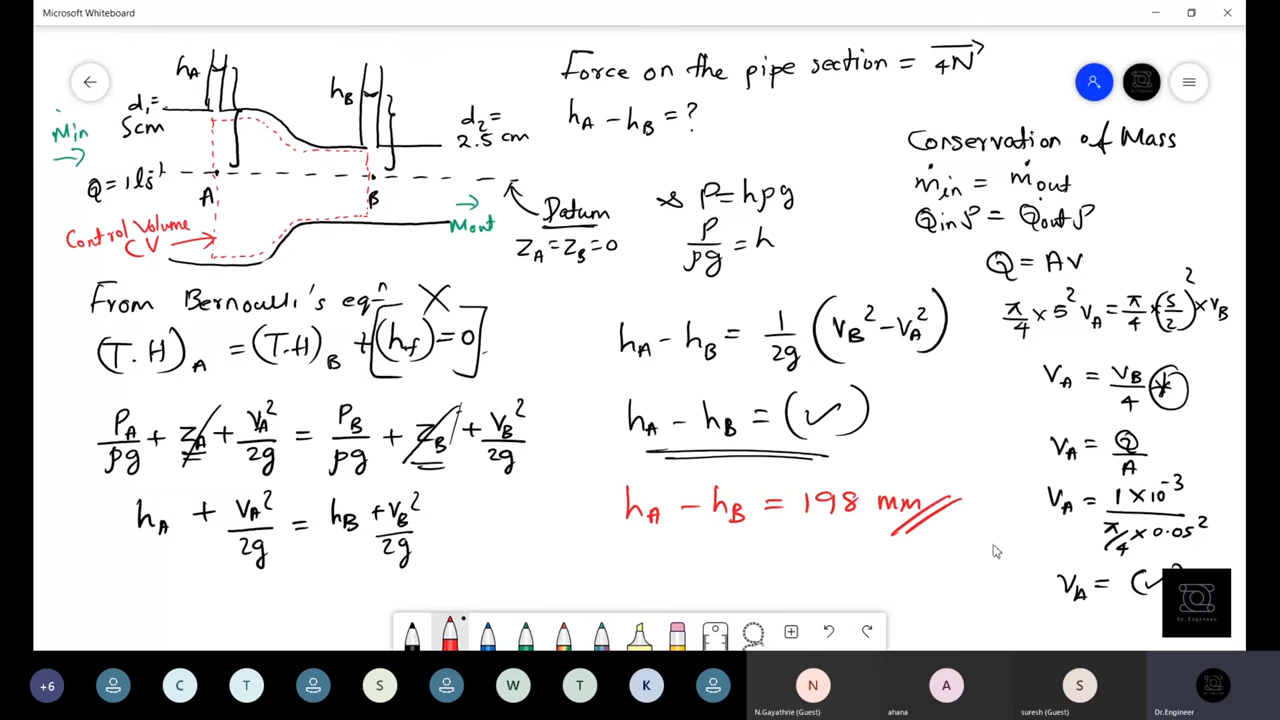 Microsoft Whiteboard
hA
hB
d₁ =
5cm
d₂ =
2.5 cm
ṁin
→
Q = 1 ls⁻¹
A
B
→
Mout
Control Volume
CV
Datum
ZA = ZB = 0
Force on the pipe section = 4N
hA - hB = ?
P = hρg
P/ρg = h
From Bernoulli's eqn X
(T.H)A = (T.H)B + [(hf) = 0]
PA/ρg + ZA + VA²/2g = PB/ρg + ZB + VB²/2g
hA + VA²/2g = hB + VB²/2g
hA - hB = 1/2g (VB² - VA²)
hA - hB = (✓)
hA - hB = 198 mm
Conservation of Mass
ṁin = ṁout
Qin ρ = Qout ρ
Q = AV
π/4 × 5² VA = π/4 × (5/2)² × VB
VA = VB/4
VA = Q/A
VA = 1 × 10⁻³ / π/4 × 0.05²
VA = (✓)
Dr.Engineer
+6
C
T
S
W
T
K
N
A
S
N.Gayathrie (Guest)
ahana
suresh (Guest)
Dr.Engineer